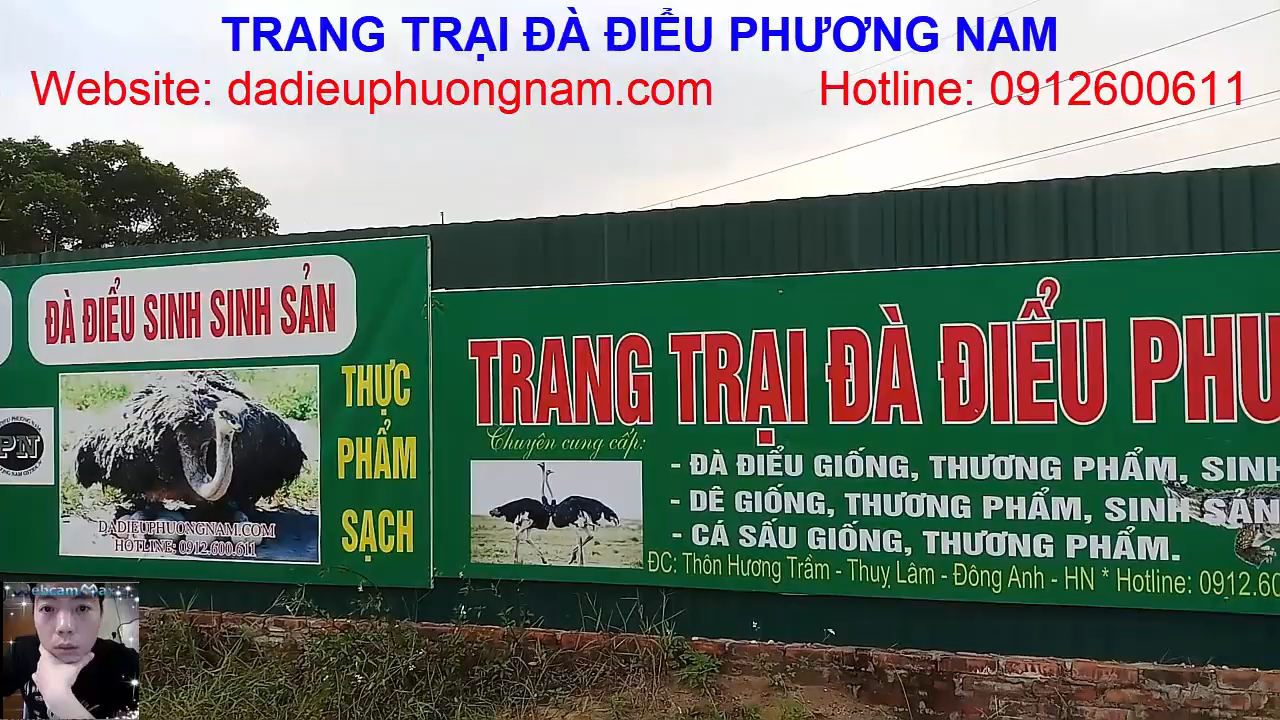 TRANG TRẠI ĐÀ ĐIỂU PHƯƠNG NAM
Website: dadieuphuongnam.com
Hotline: 0912600611
ĐÀ ĐIỂU SINH SINH SẢN
THỰC
PHẨM
SẠCH
PN
DADIEUPHUONGNAM.COM
HOTLINE: 0912.600.611
TRANG TRẠI ĐÀ ĐIỂU PHƯ
Chuyên cung cấp:
- ĐÀ ĐIỂU GIỐNG, THƯƠNG PHẨM, SINH
- DÊ GIỐNG, THƯƠNG PHẨM, SINH SẢN
- CÁ SẤU GIỐNG, THƯƠNG PHẨM.
ĐC: Thôn Hương Trầm - Thuỵ Lâm - Đông Anh - HN * Hotline: 0912.60